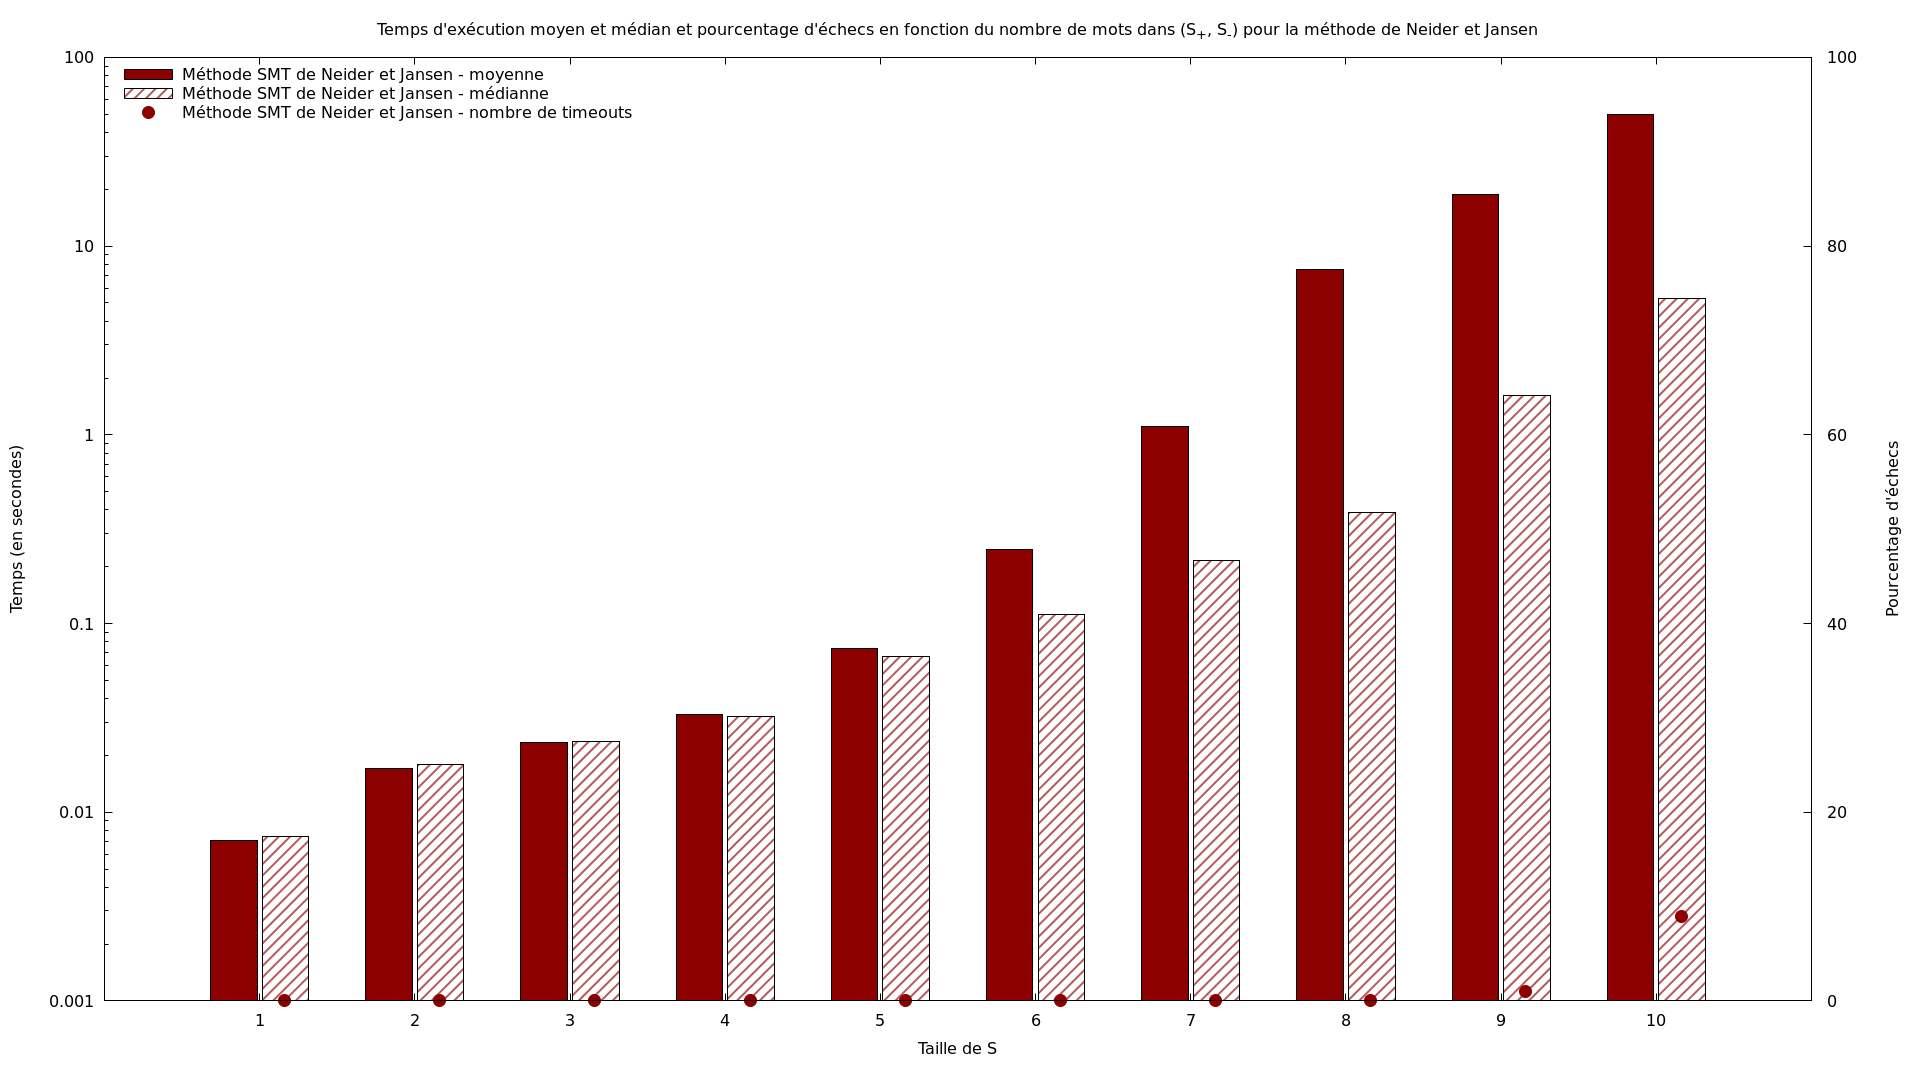 Temps d'exécution moyen et médian et pourcentage d'échecs en fonction du nombre de mots dans (S+, S-) pour la méthode de Neider et Jansen
Méthode SMT de Neider et Jansen - moyenne
Méthode SMT de Neider et Jansen - médianne
Méthode SMT de Neider et Jansen - nombre de timeouts
100
10
1
0.1
0.01
0.001
Temps (en secondes)
100
80
60
40
20
0
Pourcentage d'échecs
1 2 3 4 5 6 7 8 9 10
Taille de S